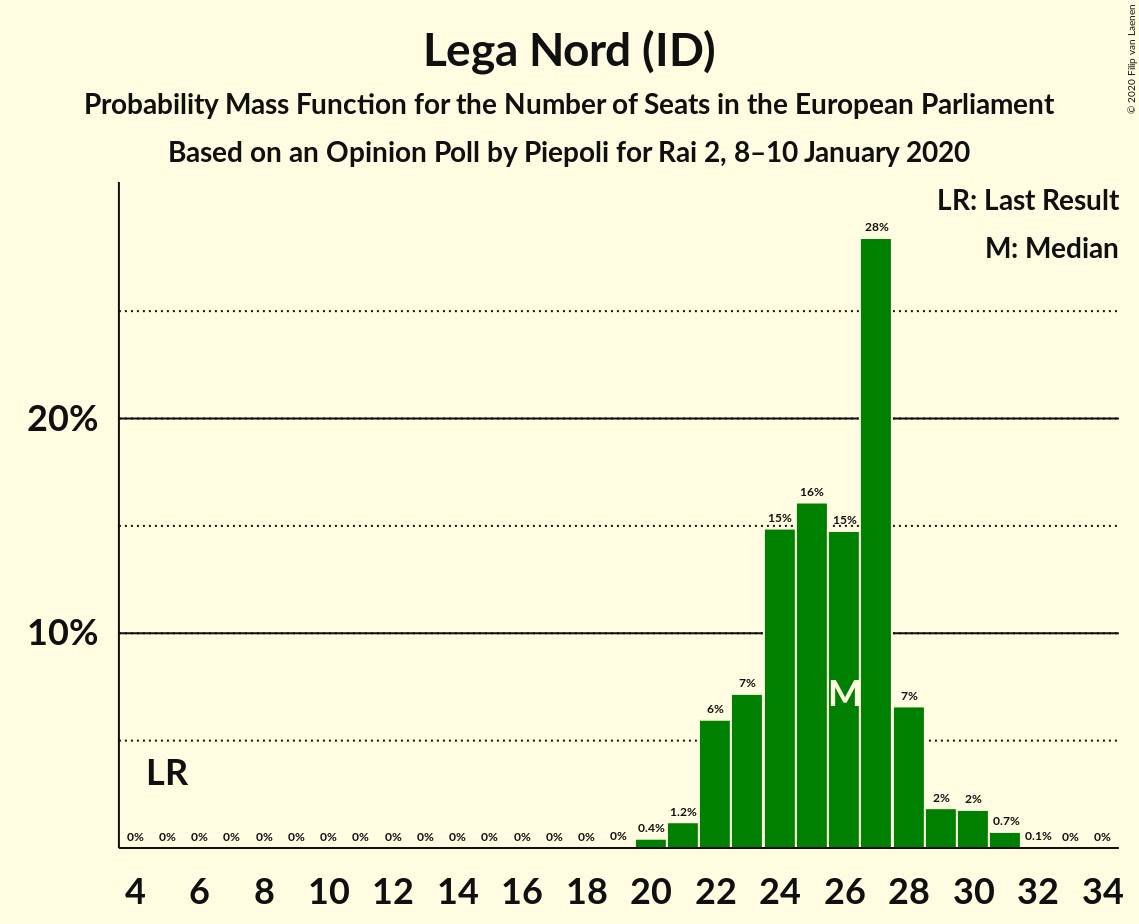 Lega Nord (ID)
Probability Mass Function for the Number of Seats in the European Parliament
Based on an Opinion Poll by Piepoli for Rai 2, 8–10 January 2020
© 2020 Filip van Laenen
LR: Last Result
M: Median
28%
20%
16%
15%
15%
10%
7%
M
7%
6%
LR
2%
2%
1.2%
0.7%
0.4%
0% 0% 0% 0% 0% 0% 0% 0% 0% 0% 0% 0% 0% 0% 0% 0% 0.1% 0% 0%
4 6 8 10 12 14 16 18 20 22 24 26 28 30 32 34